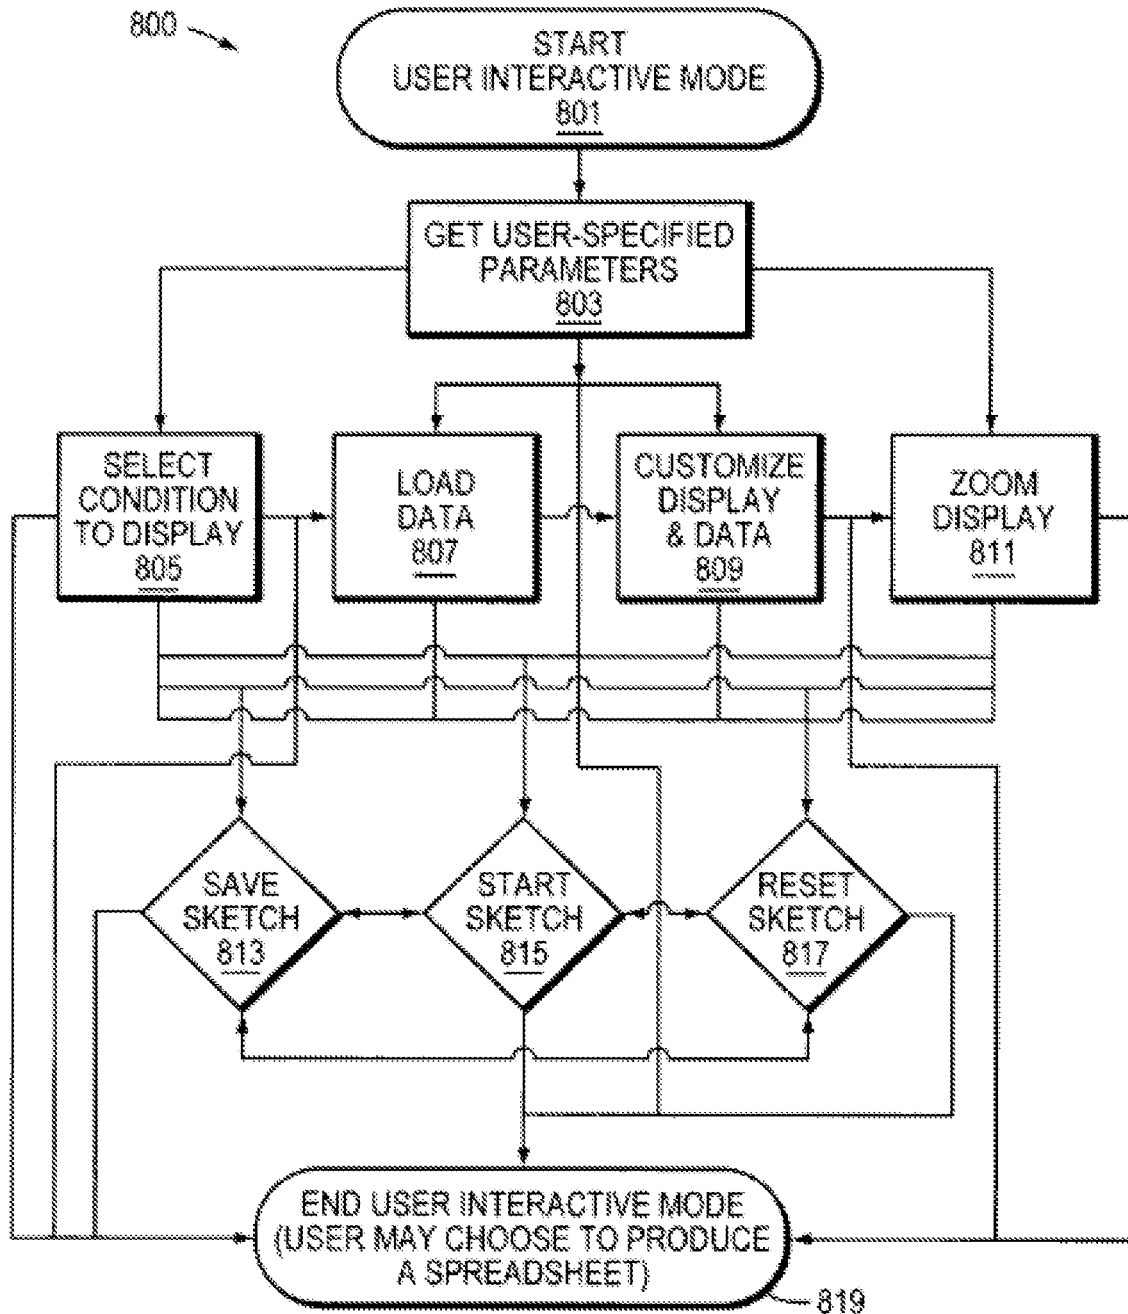 800
START
USER INTERACTIVE MODE
801
GET USER-SPECIFIED
PARAMETERS
803
SELECT
CONDITION
TO DISPLAY
805
LOAD
DATA
807
CUSTOMIZE
DISPLAY
& DATA
809
ZOOM
DISPLAY
811
SAVE
SKETCH
813
START
SKETCH
815
RESET
SKETCH
817
END USER INTERACTIVE MODE
(USER MAY CHOOSE TO PRODUCE
A SPREADSHEET)
819